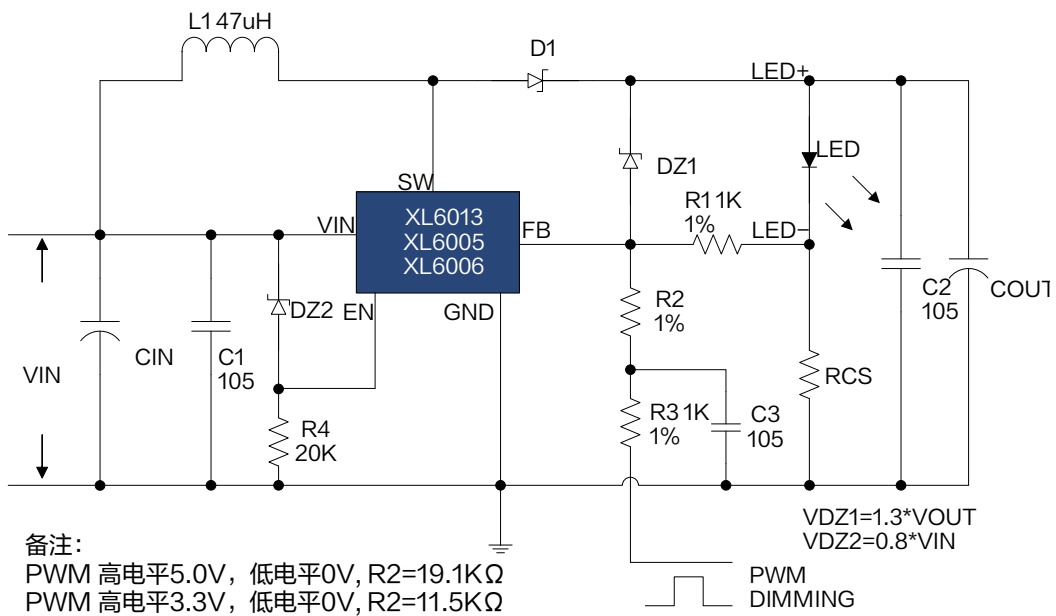 L1 47uH
D1
LED+
DZ1
LED
SW
R1 1K
1%
VIN
XL6013
XL6005
XL6006
FB
LED-
DZ2
EN
GND
R2
1%
C2
105
COUT
VIN
CIN
C1
105
R4
20K
R3 1K
1%
C3
105
RCS
VDZ1=1.3*VOUT
VDZ2=0.8*VIN
备注：
PWM 高电平5.0V，低电平0V, R2=19.1KΩ
PWM 高电平3.3V，低电平0V, R2=11.5KΩ
PWM
DIMMING